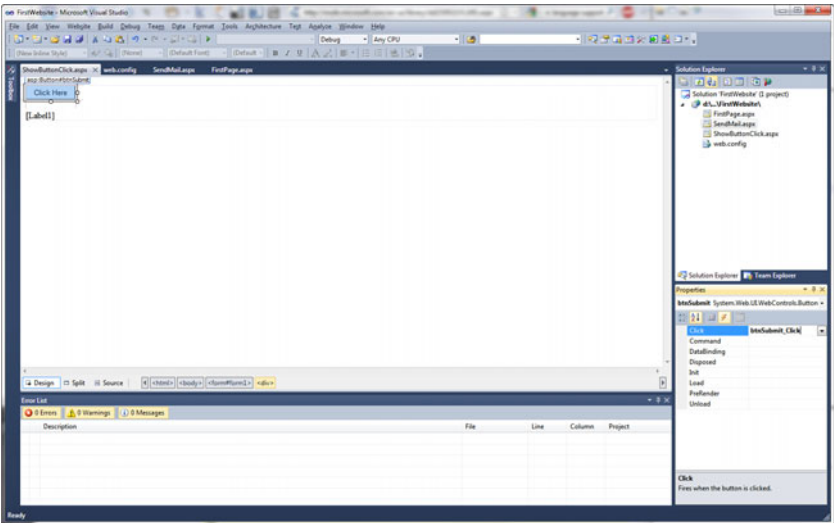 FirstWebsite - Microsoft Visual Studio
File Edit View Website Build Debug Team Data Format Tools Architecture Test Analyze Window Help
Debug Any CPU
(New Inline Style) (None) (Default Font) (Default B I U A
ShowButtonClick.aspx web.config SendMail.aspx FirstPage.aspx
asp:Button#btnSubmit
Click Here
[Label1]
Toolbox
Design Split Source <html> <body> <form#form1> <div>
Error List
0 Errors 0 Warnings 0 Messages
Description File Line Column Project
Solution Explorer
Solution 'FirstWebsite' (1 project)
d:\...\FirstWebsite\
FirstPage.aspx
SendMail.aspx
ShowButtonClick.aspx
web.config
Solution Explorer Team Explorer
Properties
btnSubmit System.Web.UI.WebControls.Button
Click btnSubmit_Click
Command
DataBinding
Disposed
Init
Load
PreRender
Unload
Click
Fires when the button is clicked.
Ready